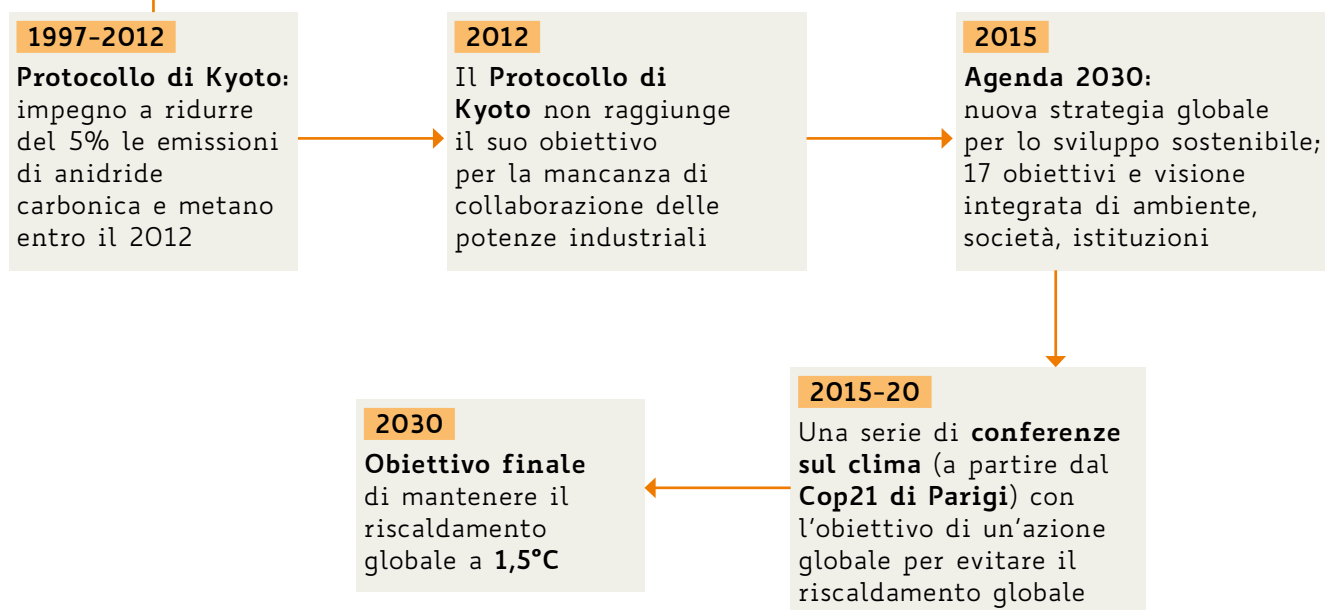 1997-2012
Protocollo di Kyoto:
impegno a ridurre
del 5% le emissioni
di anidride
carbonica e metano
entro il 2012
2012
Il Protocollo di
Kyoto non raggiunge
il suo obiettivo
per la mancanza di
collaborazione delle
potenze industriali
2015
Agenda 2030:
nuova strategia globale
per lo sviluppo sostenibile;
17 obiettivi e visione
integrata di ambiente,
società, istituzioni
2015-20
Una serie di conferenze
sul clima (a partire dal
Cop21 di Parigi) con
l’obiettivo di un’azione
globale per evitare il
riscaldamento globale
2030
Obiettivo finale
di mantenere il
riscaldamento
globale a 1,5°C